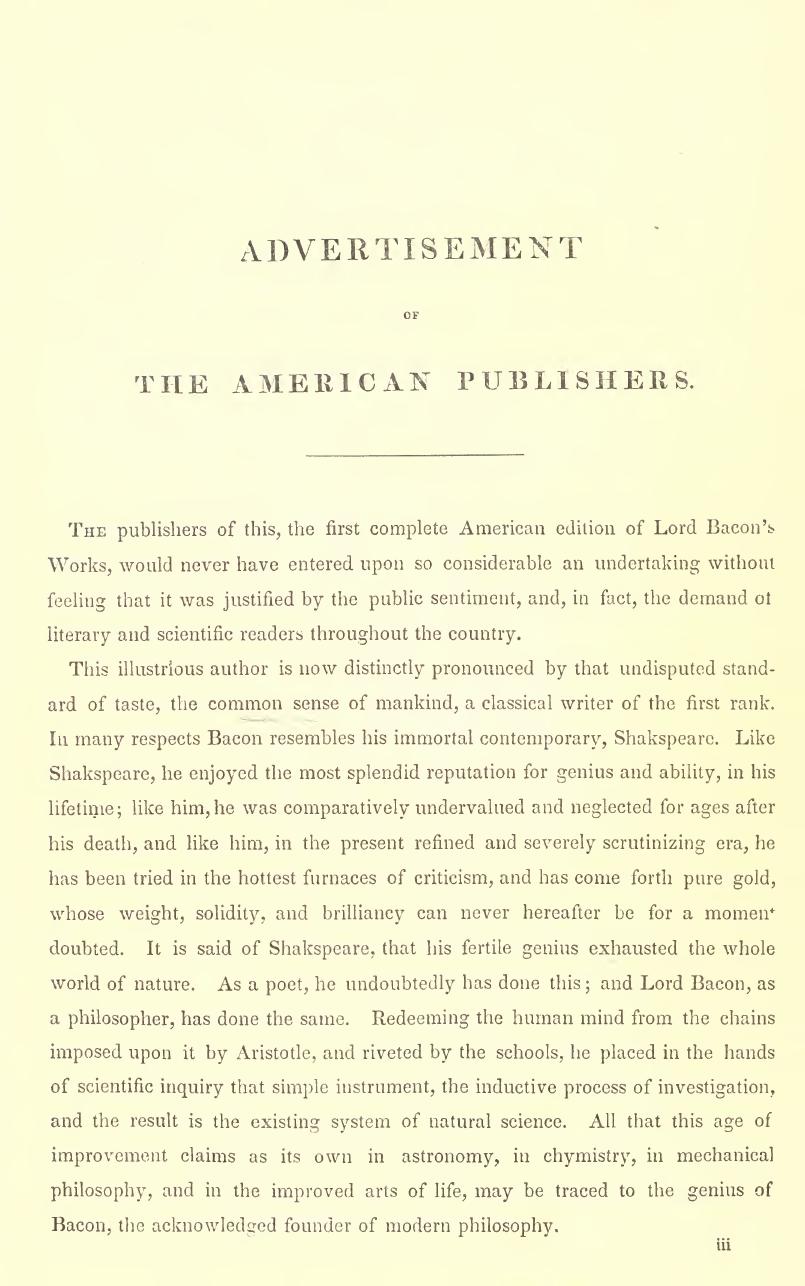 ADVERTISEMENT
OF
THE AMERICAN PUBLISHERS.
The publishers of this, the first complete American edition of Lord Bacon's
Works, would never have entered upon so considerable an undertaking without
feeling that it was justified by the public sentiment, and, in fact, the demand of
literary and scientific readers throughout the country.
This illustrious author is now distinctly pronounced by that undisputed stand-
ard of taste, the common sense of mankind, a classical writer of the first rank.
In many respects Bacon resembles his immortal contemporary, Shakspeare. Like
Shakspeare, he enjoyed the most splendid reputation for genius and ability, in his
lifetime; like him, he was comparatively undervalued and neglected for ages after
his death, and like him, in the present refined and severely scrutinizing era, he
has been tried in the hottest furnaces of criticism, and has come forth pure gold,
whose weight, solidity, and brilliancy can never hereafter be for a moment
doubted. It is said of Shakspeare, that his fertile genius exhausted the whole
world of nature. As a poet, he undoubtedly has done this; and Lord Bacon, as
a philosopher, has done the same. Redeeming the human mind from the chains
imposed upon it by Aristotle, and riveted by the schools, he placed in the hands
of scientific inquiry that simple instrument, the inductive process of investigation,
and the result is the existing system of natural science. All that this age of
improvement claims as its own in astronomy, in chymistry, in mechanical
philosophy, and in the improved arts of life, may be traced to the genius of
Bacon, the acknowledged founder of modern philosophy.
iii